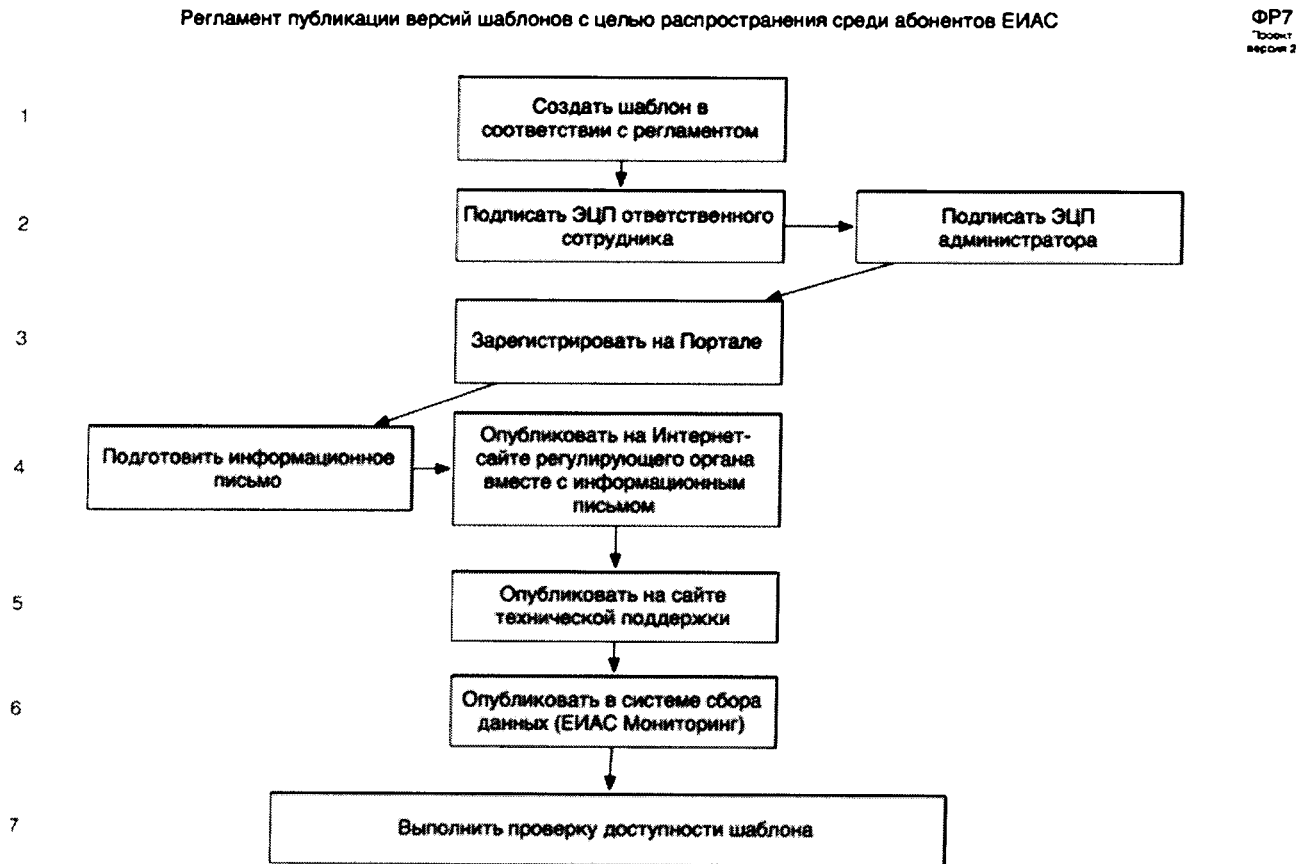 Регламент публикации версий шаблонов с целью распространения среди абонентов ЕИАС
ФР7
Проект
версия 2
1
Создать шаблон в
соответствии с регламентом
2
Подписать ЭЦП ответственного
сотрудника
Подписать ЭЦП
администратора
3
Зарегистрировать на Портале
Подготовить информационное
письмо
4
Опубликовать на Интернет-
сайте регулирующего органа
вместе с информационным
письмом
5
Опубликовать на сайте
технической поддержки
6
Опубликовать в системе сбора
данных (ЕИАС Мониторинг)
7
Выполнить проверку доступности шаблона